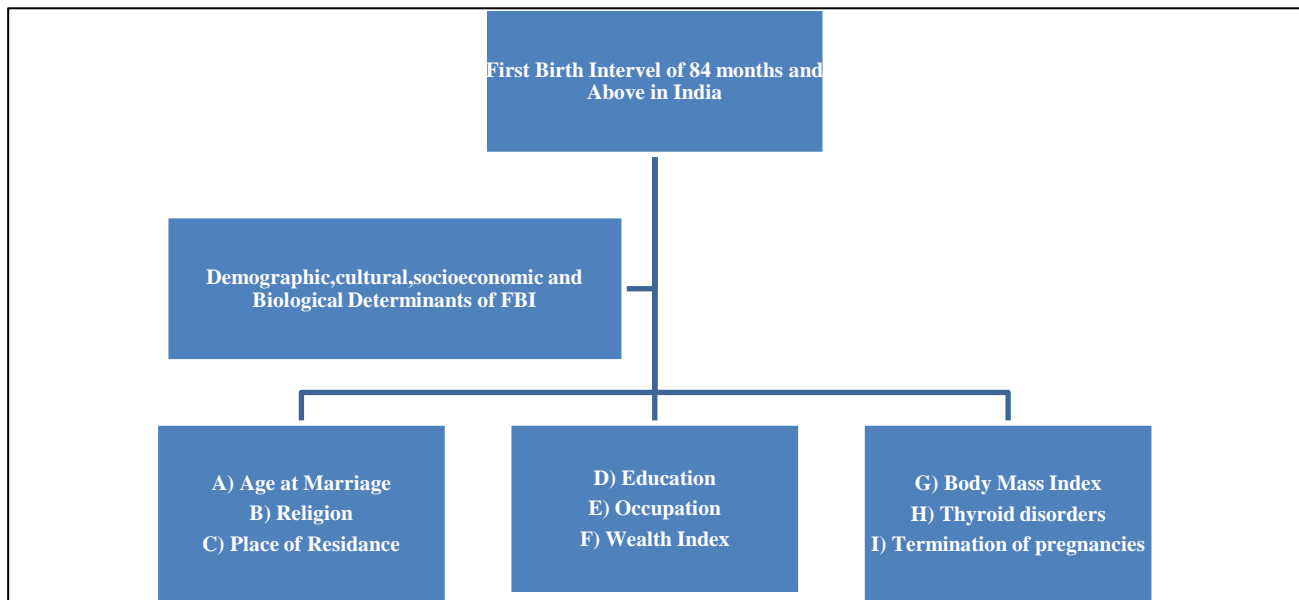 First Birth Intervel of 84 months and
Above in India
Demographic,cultural,socioeconomic and
Biological Determinants of FBI
A) Age at Marriage
B) Religion
C) Place of Residance
D) Education
E) Occupation
F) Wealth Index
G) Body Mass Index
H) Thyroid disorders
I) Termination of pregnancies